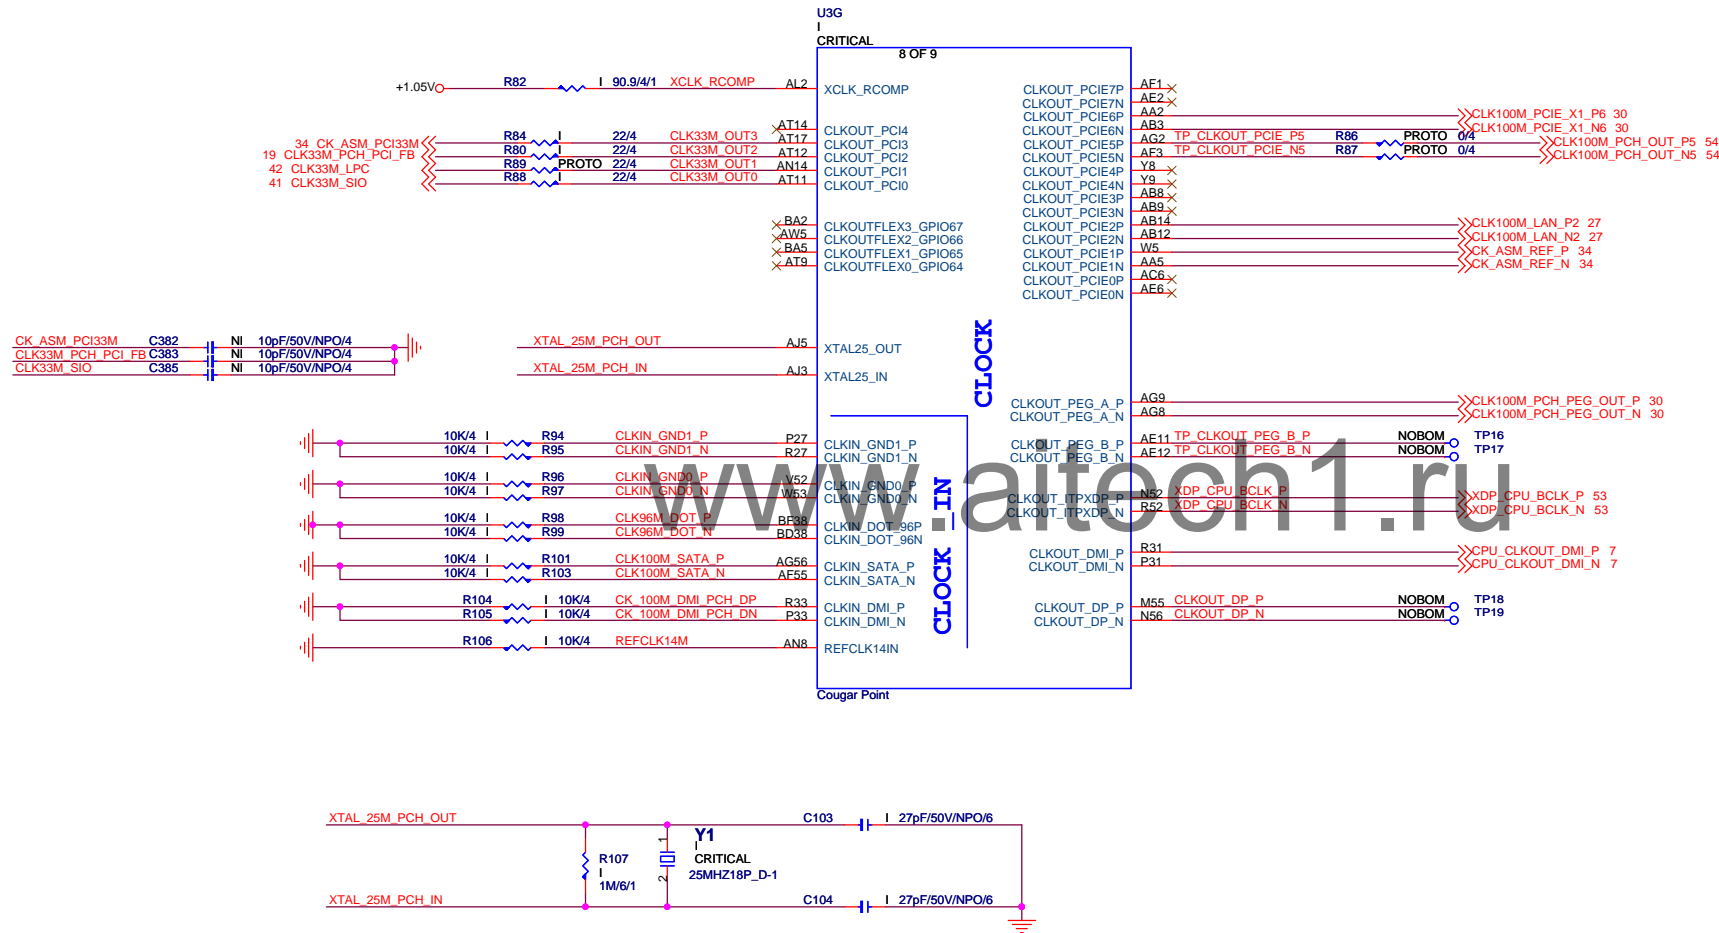 U3G
I
CRITICAL
8 OF 9
+1.05V R82 I 90.9/4/1 XCLK_RCOMP AL2 XCLK_RCOMP
AT14 CLKOUT_PCI4
34 CK_ASM_PCI33M R84 I 22/4 CLK33M_OUT3 AT17 CLKOUT_PCI3
19 CLK33M_PCH_PCI_FB R80 I 22/4 CLK33M_OUT2 AT12 CLKOUT_PCI2
42 CLK33M_LPC R89 PROTO 22/4 CLK33M_OUT1 AN14 CLKOUT_PCI1
41 CLK33M_SIO R88 I 22/4 CLK33M_OUT0 AT11 CLKOUT_PCI0
BA2 CLKOUTFLEX3_GPIO67
AW5 CLKOUTFLEX2_GPIO66
BA5 CLKOUTFLEX1_GPIO65
AT9 CLKOUTFLEX0_GPIO64
CLKOUT_PCIE7P AF1
CLKOUT_PCIE7N AE2
CLKOUT_PCIE6P AA2 CLK100M_PCIE_X1_P6 30
CLKOUT_PCIE6N AB3 CLK100M_PCIE_X1_N6 30
CLKOUT_PCIE5P AG2 TP_CLKOUT_PCIE_P5 R86 PROTO 0/4 CLK100M_PCH_OUT_P5 54
CLKOUT_PCIE5N AF3 TP_CLKOUT_PCIE_N5 R87 PROTO 0/4 CLK100M_PCH_OUT_N5 54
CLKOUT_PCIE4P Y8
CLKOUT_PCIE4N Y9
CLKOUT_PCIE3P AB8
CLKOUT_PCIE3N AB9
CLKOUT_PCIE2P AB14 CLK100M_LAN_P2 27
CLKOUT_PCIE2N AB12 CLK100M_LAN_N2 27
CLKOUT_PCIE1P W5 CK_ASM_REF_P 34
CLKOUT_PCIE1N AA5 CK_ASM_REF_N 34
CLKOUT_PCIE0P AC6
CLKOUT_PCIE0N AE6
CK_ASM_PCI33M C382 NI 10pF/50V/NPO/4
CLK33M_PCH_PCI_FB C383 NI 10pF/50V/NPO/4
CLK33M_SIO C385 NI 10pF/50V/NPO/4
XTAL_25M_PCH_OUT AJ5 XTAL25_OUT
XTAL_25M_PCH_IN AJ3 XTAL25_IN
CLOCK
CLKOUT_PEG_A_P AG9 CLK100M_PCH_PEG_OUT_P 30
CLKOUT_PEG_A_N AG8 CLK100M_PCH_PEG_OUT_N 30
10K/4 I R94 CLKIN_GND1_P P27 CLKIN_GND1_P
10K/4 I R95 CLKIN_GND1_N R27 CLKIN_GND1_N
10K/4 I R96 CLKIN_GND0_P V52 CLKIN_GND0_P
10K/4 I R97 CLKIN_GND0_N W53 CLKIN_GND0_N
10K/4 I R98 CLK96M_DOT_P BF38 CLKIN_DOT_96P
10K/4 I R99 CLK96M_DOT_N BD38 CLKIN_DOT_96N
10K/4 I R101 CLK100M_SATA_P AG56 CLKIN_SATA_P
10K/4 I R103 CLK100M_SATA_N AF55 CLKIN_SATA_N
R104 I 10K/4 CK_100M_DMI_PCH_DP R33 CLKIN_DMI_P
R105 I 10K/4 CK_100M_DMI_PCH_DN P33 CLKIN_DMI_N
R106 I 10K/4 REFCLK14M AN8 REFCLK14IN
CLOCK_IN
CLKOUT_PEG_B_P AE11 TP_CLKOUT_PEG_B_P NOBOM TP16
CLKOUT_PEG_B_N AE12 TP_CLKOUT_PEG_B_N NOBOM TP17
CLKOUT_ITPXDP_P N52 XDP_CPU_BCLK_P XDP_CPU_BCLK_P 53
CLKOUT_ITPXDP_N R52 XDP_CPU_BCLK_N XDP_CPU_BCLK_N 53
CLKOUT_DMI_P R31 CPU_CLKOUT_DMI_P 7
CLKOUT_DMI_N P31 CPU_CLKOUT_DMI_N 7
CLKOUT_DP_P M55 CLKOUT_DP_P NOBOM TP18
CLKOUT_DP_N N56 CLKOUT_DP_N NOBOM TP19
www.aitech1.ru
Cougar Point
XTAL_25M_PCH_OUT C103 I 27pF/50V/NPO/6
1 Y1
I
R107 CRITICAL
I 2 25MHZ18P_D-1
1M/6/1
XTAL_25M_PCH_IN C104 I 27pF/50V/NPO/6